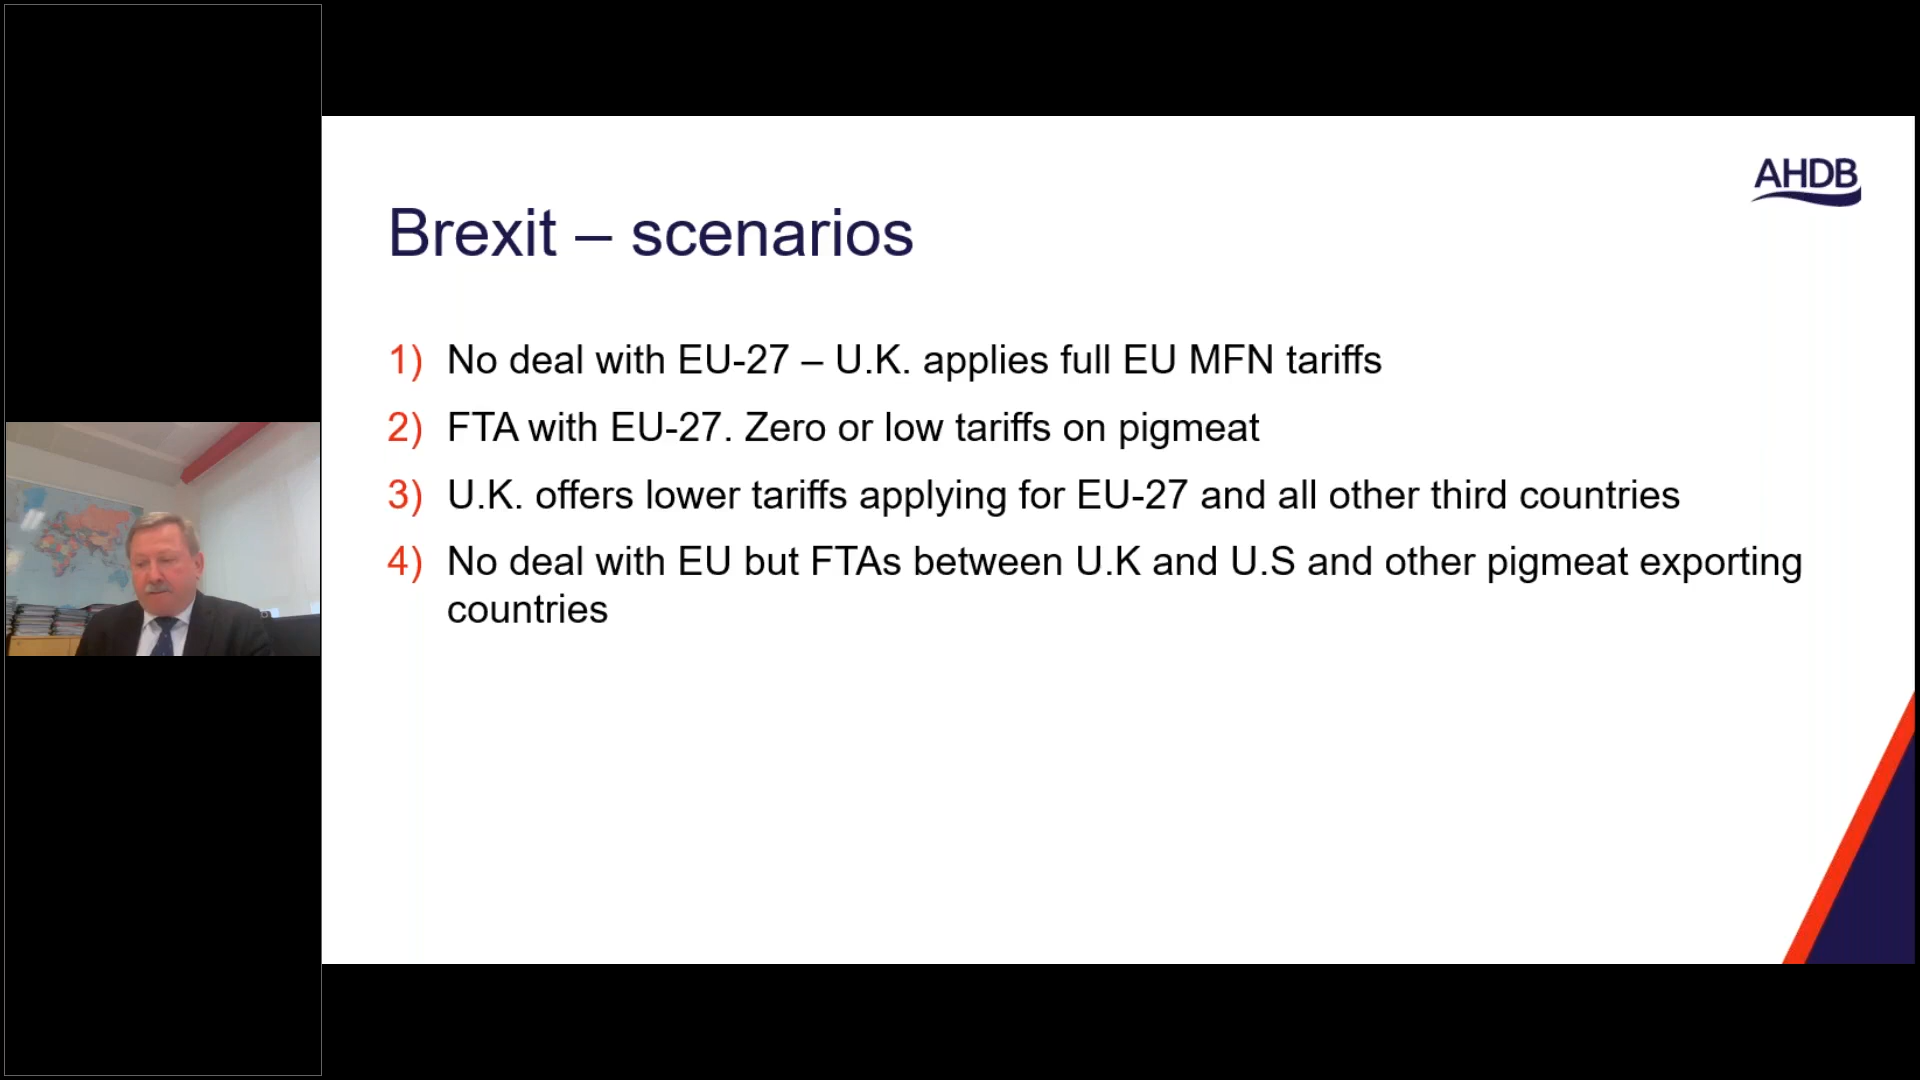 AHDB
Brexit – scenarios
1) No deal with EU-27 – U.K. applies full EU MFN tariffs
2) FTA with EU-27. Zero or low tariffs on pigmeat
3) U.K. offers lower tariffs applying for EU-27 and all other third countries
4) No deal with EU but FTAs between U.K and U.S and other pigmeat exporting
countries